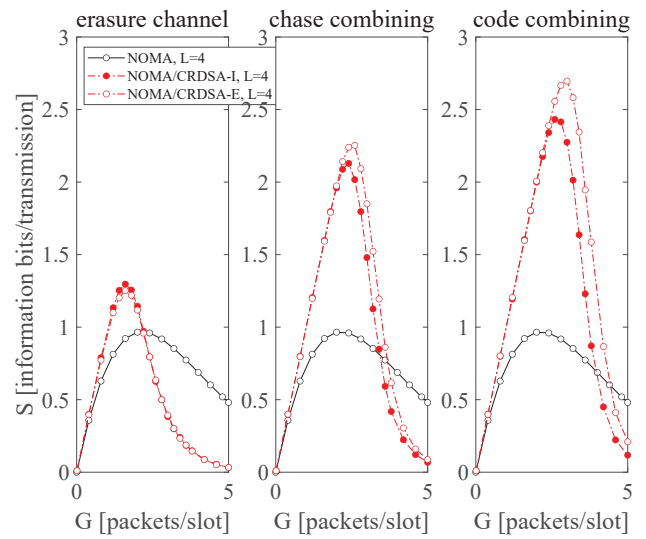 erasure channel
chase combining
code combining
S [information bits/transmission]
3
2.5
2
1.5
1
0.5
0
NOMA, L=4
NOMA/CRDSA-I, L=4
NOMA/CRDSA-E, L=4
0
5
G [packets/slot]
3
2.5
2
1.5
1
0.5
0
0
5
G [packets/slot]
3
2.5
2
1.5
1
0.5
0
0
5
G [packets/slot]